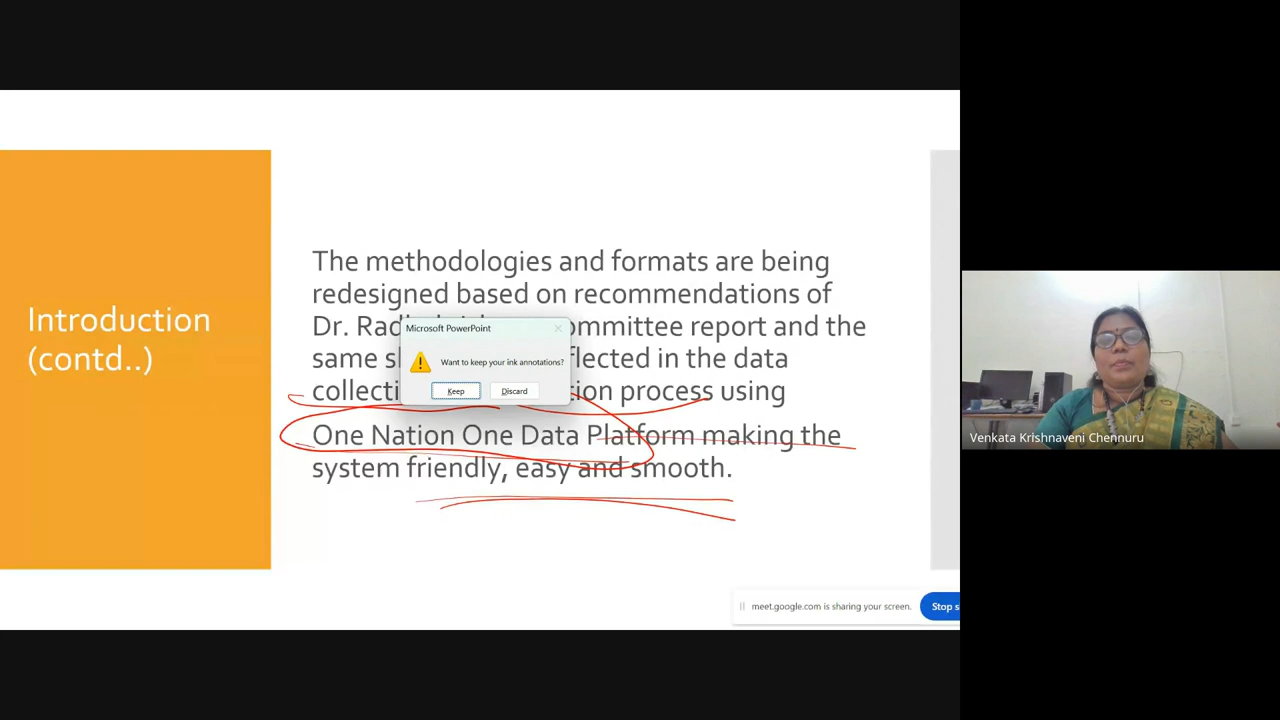 Introduction
(contd..)
The methodologies and formats are being
redesigned based on recommendations of
Dr. ommittee report and the
same flected in the data
process using
One Nation One Data Platform making the
system friendly, easy and smooth.
Microsoft PowerPoint
Want to keep your ink annotations?
Keep Discard
meet.google.com is sharing your screen. Stop s
Venkata Krishnaveni Chennuru